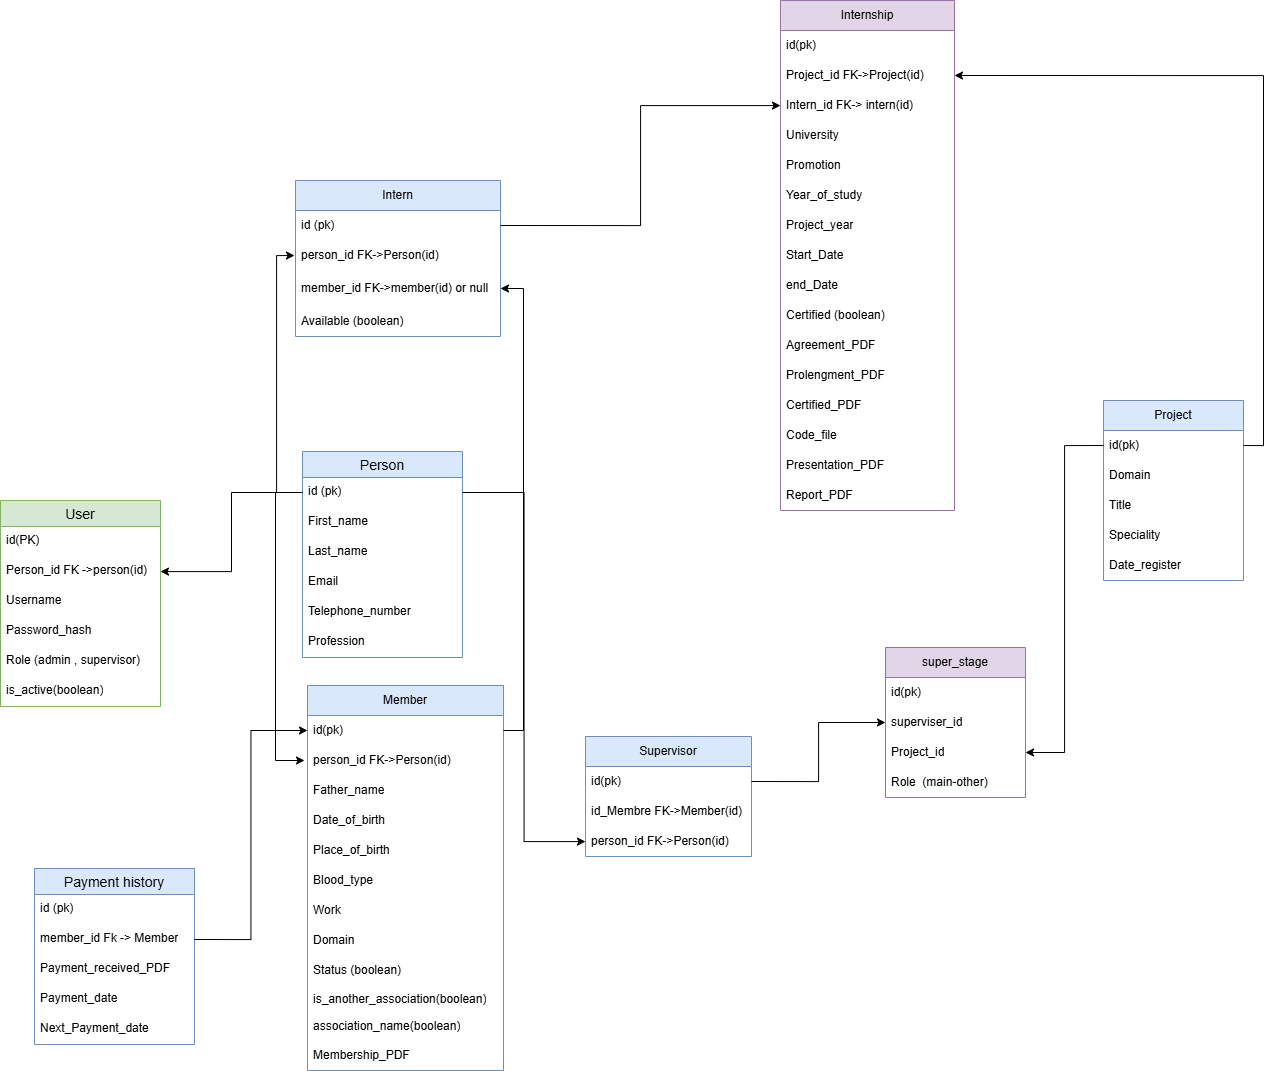 Internship
id(pk)
Project_id FK->Project(id)
Intern_id FK-> intern(id)
University
Promotion
Year_of_study
Project_year
Start_Date
end_Date
Certified (boolean)
Agreement_PDF
Prolengment_PDF
Certified_PDF
Code_file
Presentation_PDF
Report_PDF
Intern
id (pk)
person_id FK->Person(id)
member_id FK->member(id) or null
Available (boolean)
Project
id(pk)
Domain
Title
Speciality
Date_register
Person
id (pk)
First_name
Last_name
Email
Telephone_number
Profession
User
id(PK)
Person_id FK ->person(id)
Username
Password_hash
Role (admin , supervisor)
is_active(boolean)
super_stage
id(pk)
superviser_id
Project_id
Role  (main-other)
Member
id(pk)
person_id FK->Person(id)
Father_name
Date_of_birth
Place_of_birth
Blood_type
Work
Domain
Status (boolean)
is_another_association(boolean)
association_name(boolean)
Membership_PDF
Supervisor
id(pk)
id_Membre FK->Member(id)
person_id FK->Person(id)
Payment history
id (pk)
member_id Fk -> Member
Payment_received_PDF
Payment_date
Next_Payment_date